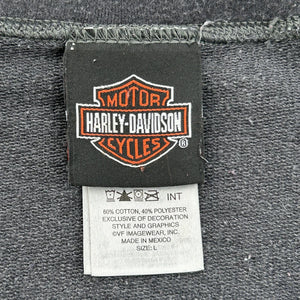 MOTOR
HARLEY-DAVIDSON
CYCLES
®
INT
60% COTTON, 40% POLYESTER
EXCLUSIVE OF DECORATION
STYLE AND GRAPHICS
©VF IMAGEWEAR, INC.
MADE IN MEXICO
SIZE: L